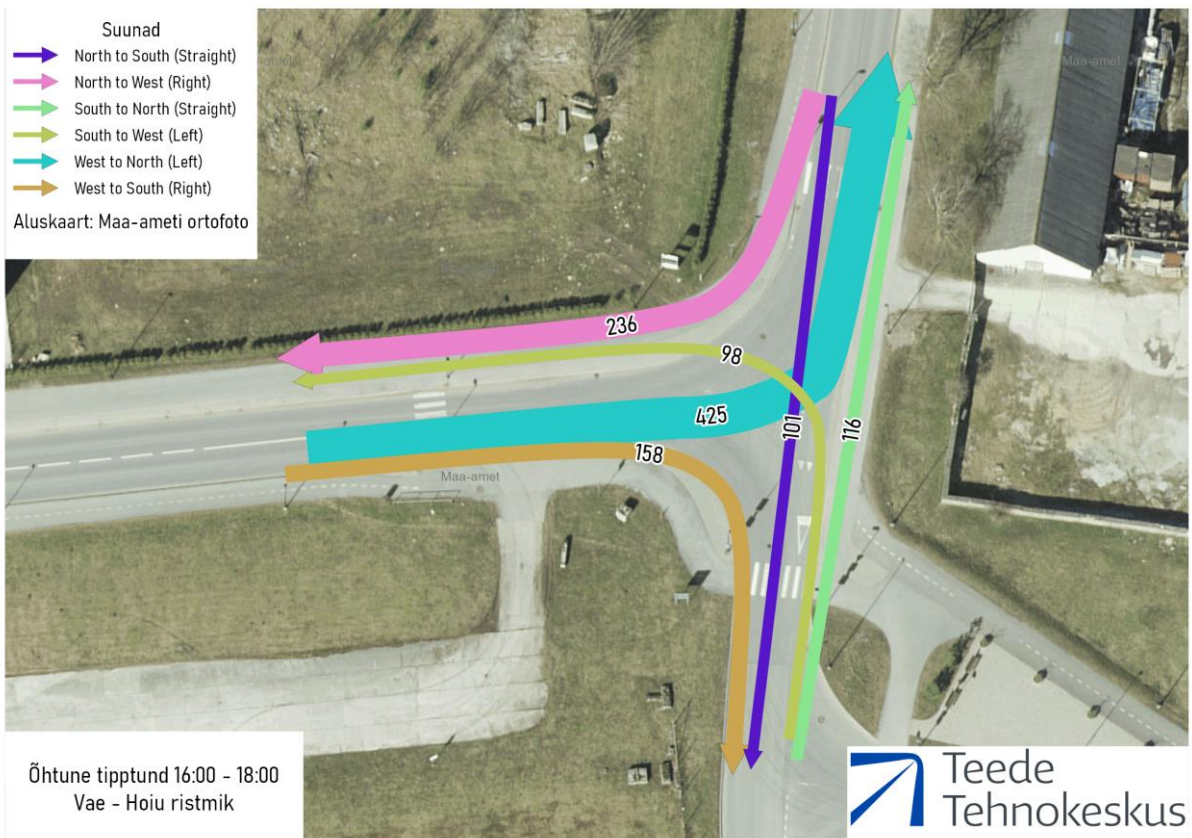 Suunad
North to South (Straight)
North to West (Right)
South to North (Straight)
South to West (Left)
West to North (Left)
West to South (Right)
Aluskaart: Maa-ameti ortofoto
Maa-amet
236
98
425
101
116
158
Maa-amet
Õhtune tipptund 16:00 - 18:00
Vae - Hoiu ristmik
Teede
Tehnokeskus